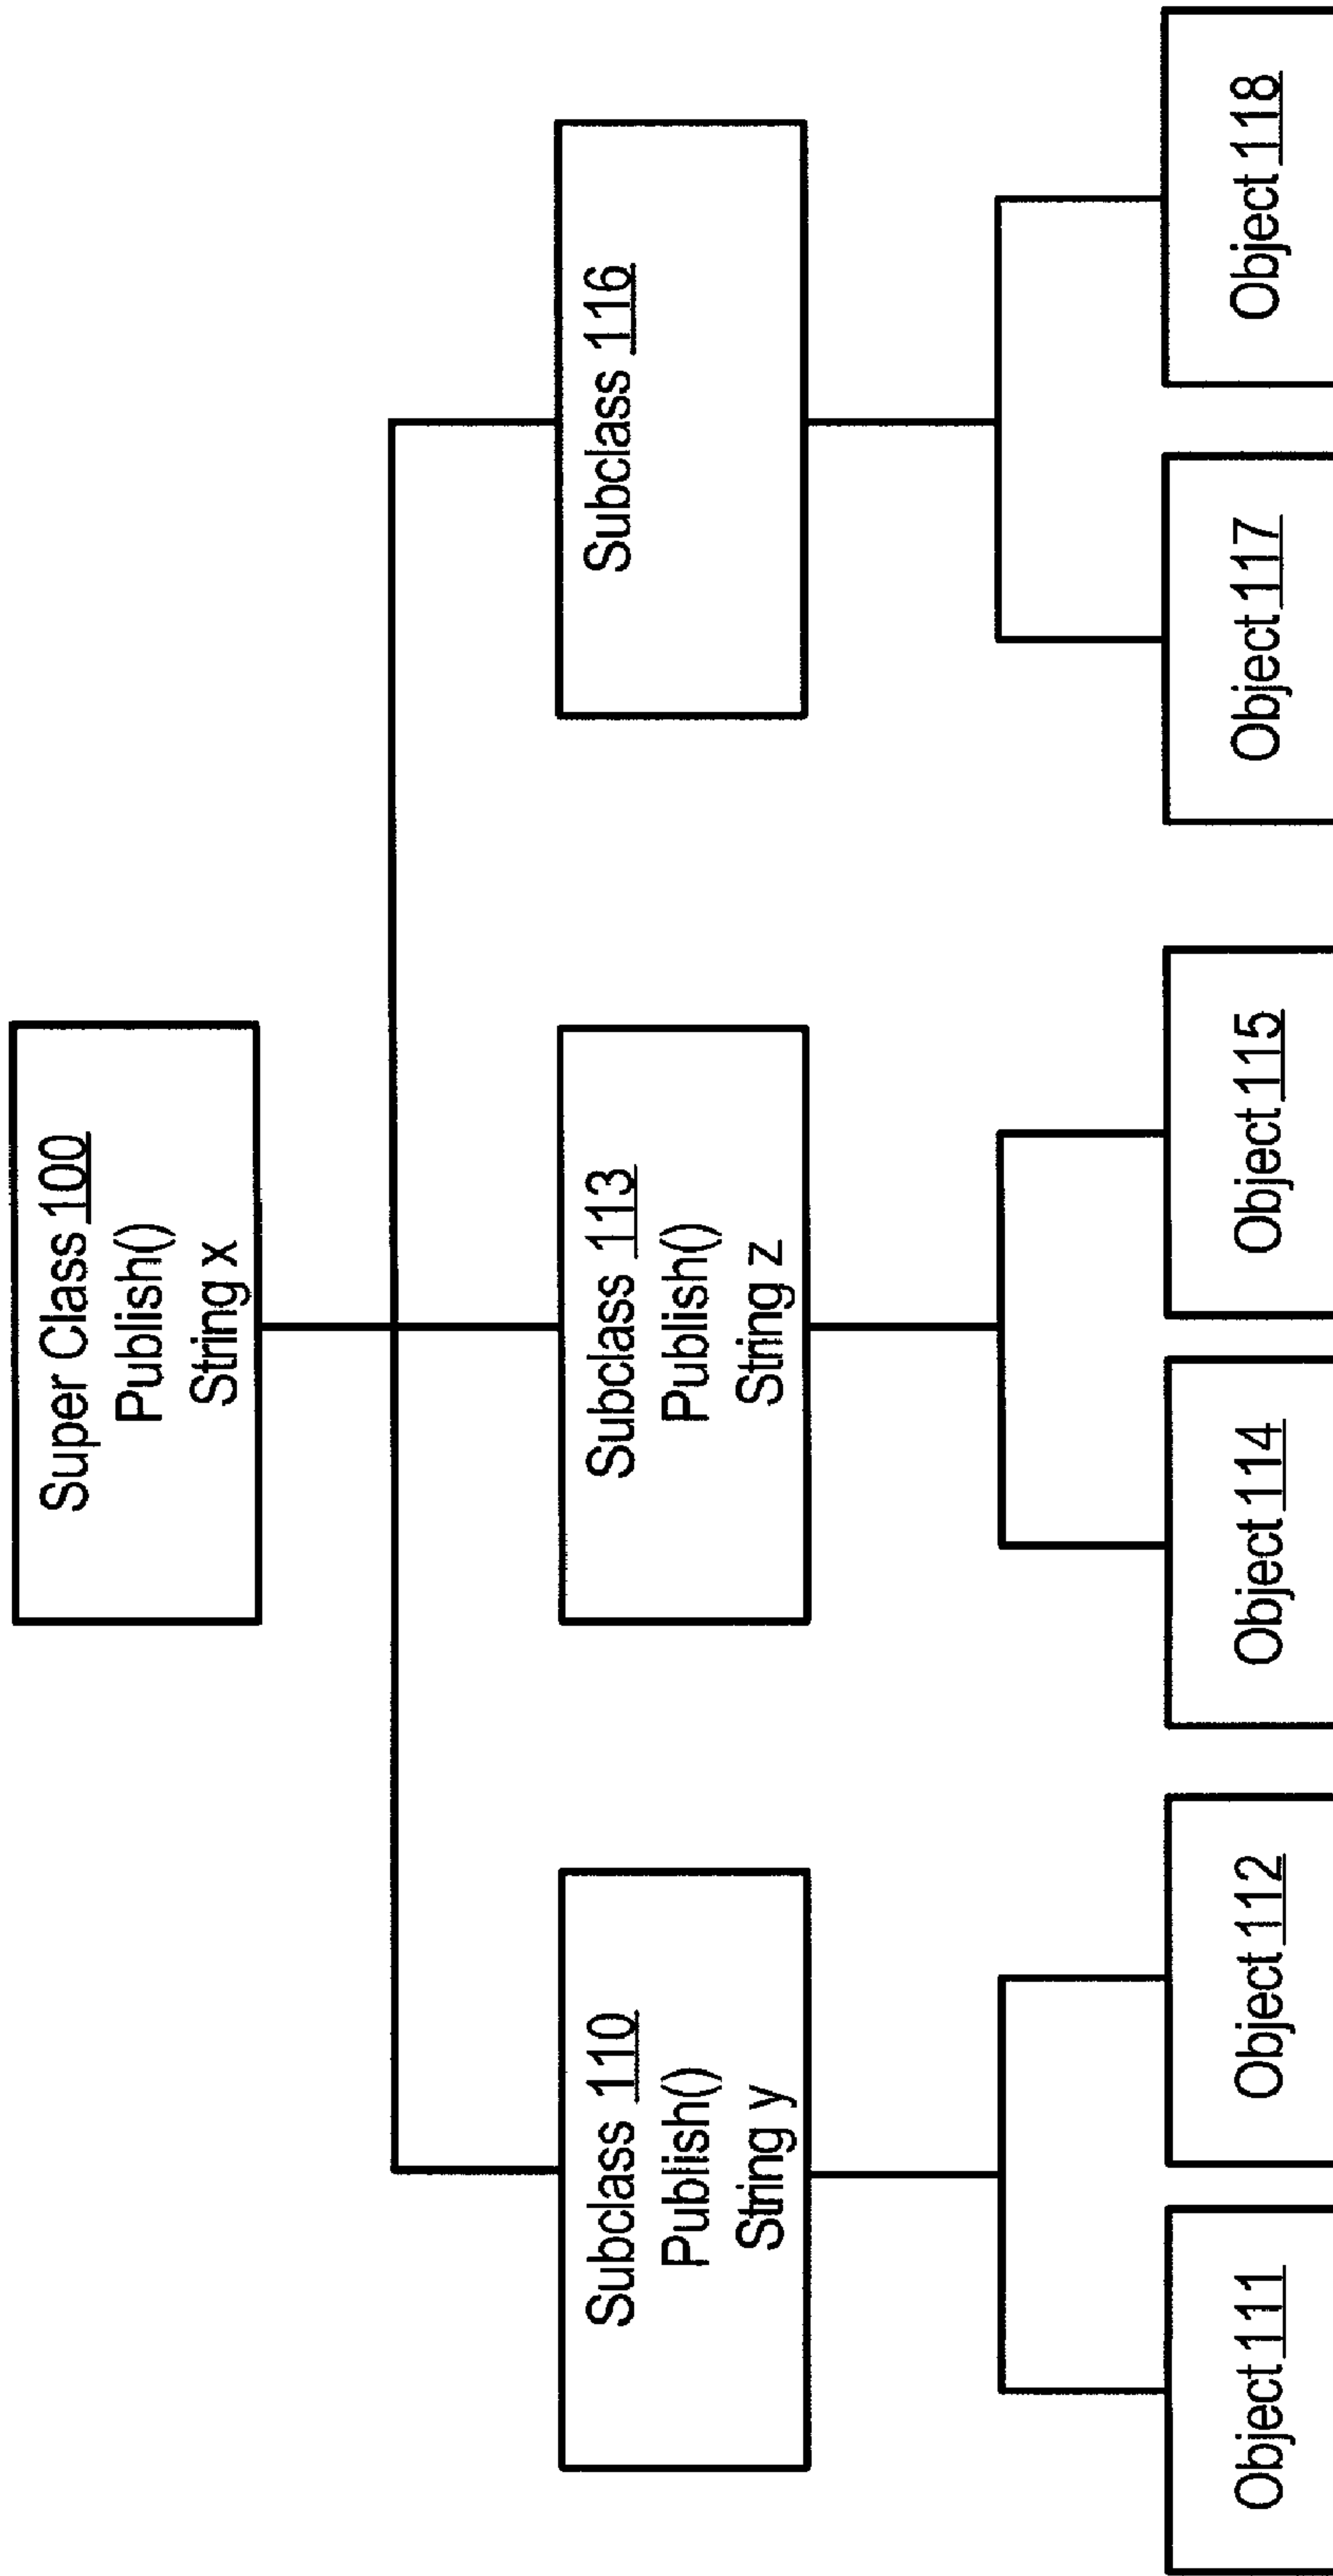 Super Class 100
Publish()
String x
Subclass 110
Publish()
String y
Subclass 113
Publish()
String z
Subclass 116
Object 111
Object 112
Object 114
Object 115
Object 117
Object 118